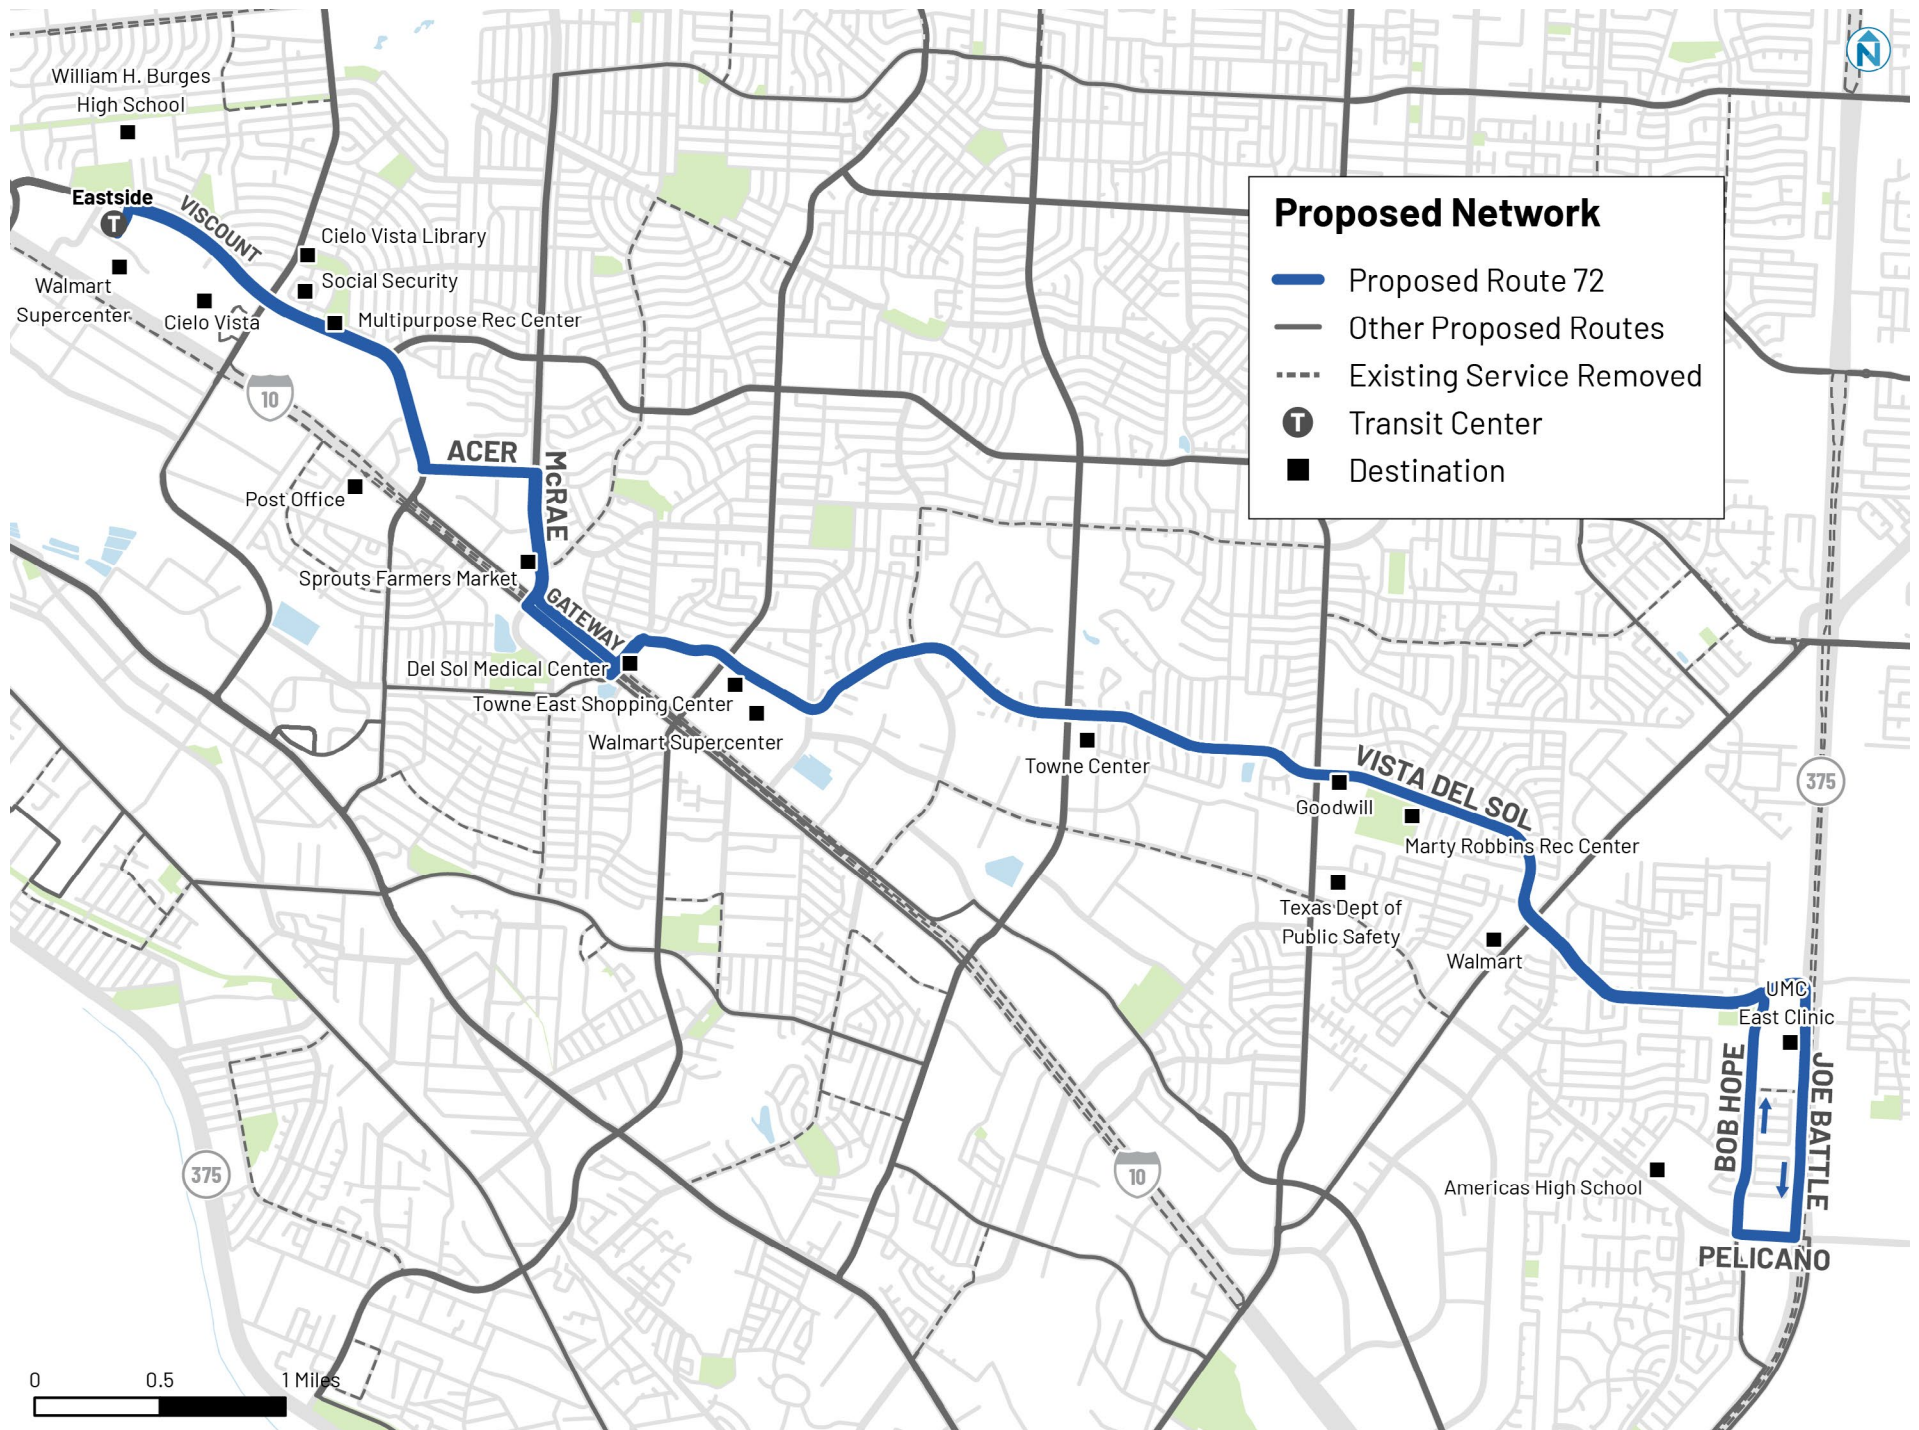 N
William H. Burges
High School
Eastside
T
VISCOUNT
Cielo Vista Library
Social Security
Walmart
Supercenter
Cielo Vista
Multipurpose Rec Center
10
Proposed Network
Proposed Route 72
Other Proposed Routes
Existing Service Removed
T Transit Center
Destination
ACER
McRAE
Post Office
Sprouts Farmers Market
GATEWAY
Del Sol Medical Center
Towne East Shopping Center
Walmart Supercenter
Towne Center
VISTA DEL SOL
375
Goodwill
Marty Robbins Rec Center
Texas Dept of
Public Safety
Walmart
UMC
East Clinic
BOB HOPE
JOE BATTLE
375
10
Americas High School
PELICANO
0 0.5 1 Miles